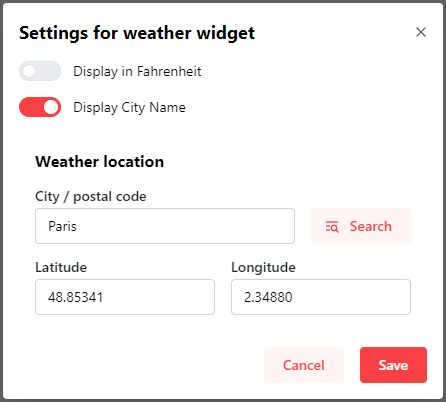 Settings for weather widget
Display in Fahrenheit
Display City Name
Weather location
City / postal code
Paris
Search
Latitude
Longitude
48.85341
2.34880
Cancel
Save